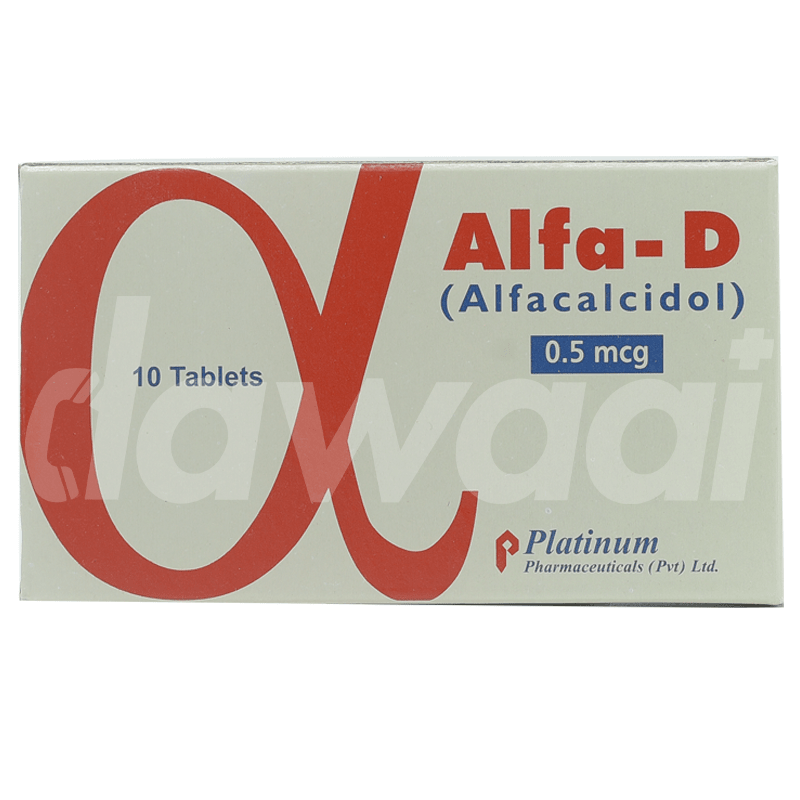 Alfa-D
(Alfacalcidol)
0.5 mcg
10 Tablets
dawaai
Platinum
Pharmaceuticals (Pvt) Ltd.